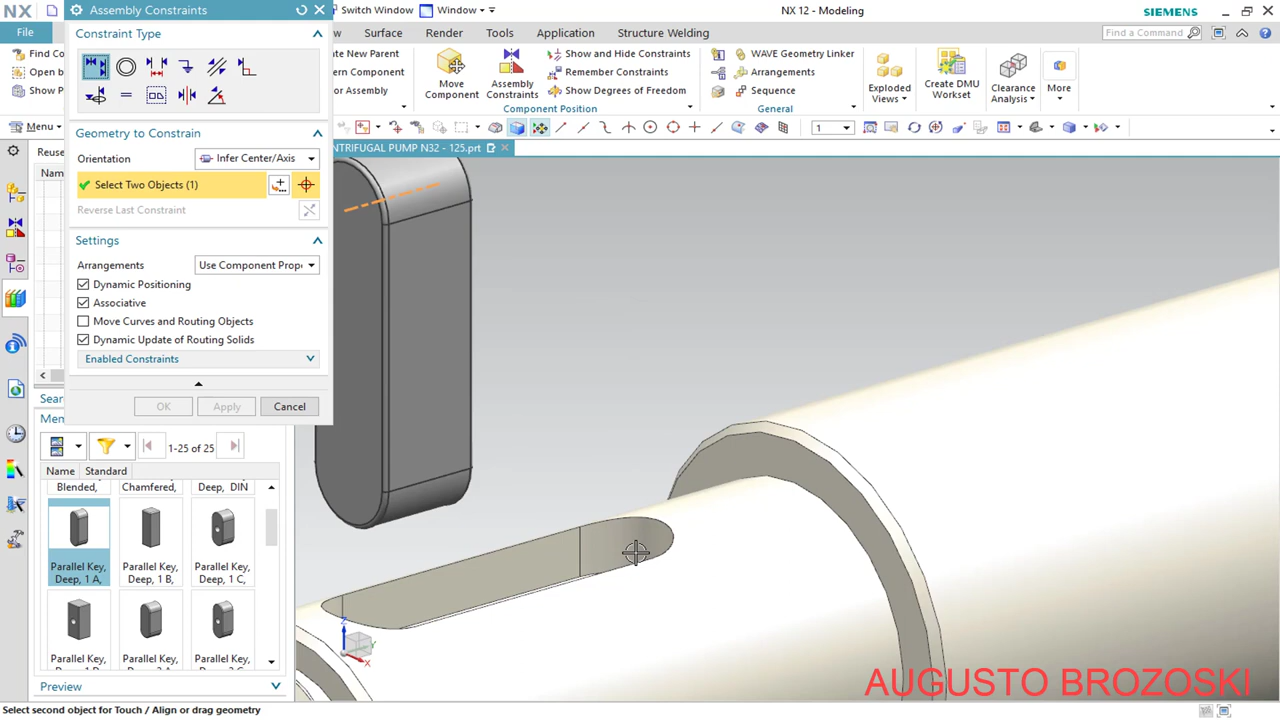 NX
Assembly Constraints
Switch Window
Window
NX 12 - Modeling
SIEMENS
File
Surface
Render
Tools
Application
Structure Welding
Find a Command
Find Co
Open b
Show P
te New Parent
tern Component
or Assembly
Move
Component
Assembly
Constraints
Show and Hide Constraints
Remember Constraints
Show Degrees of Freedom
Component Position
WAVE Geometry Linker
Arrangements
Sequence
General
Exploded
Views
Create DMU
Workset
Clearance
Analysis
More
Menu
1
Reuse
NTRIFUGAL PUMP N32 - 125.prt
Nam
Constraint Type
Geometry to Constrain
Orientation
Infer Center/Axis
Select Two Objects (1)
Reverse Last Constraint
Settings
Arrangements
Use Component Prop
Dynamic Positioning
Associative
Move Curves and Routing Objects
Dynamic Update of Routing Solids
Enabled Constraints
OK
Apply
Cancel
Sear
Mem
1-25 of 25
Name
Standard
Blended,
Chamfered,
Deep, DIN
Parallel Key,
Deep, 1 A,
Parallel Key,
Deep, 1 B,
Parallel Key,
Deep, 1 C,
Parallel Key,
Parallel Key,
Parallel Key,
Preview
Z
X
AUGUSTO BROZOSKI
Select second object for Touch / Align or drag geometry